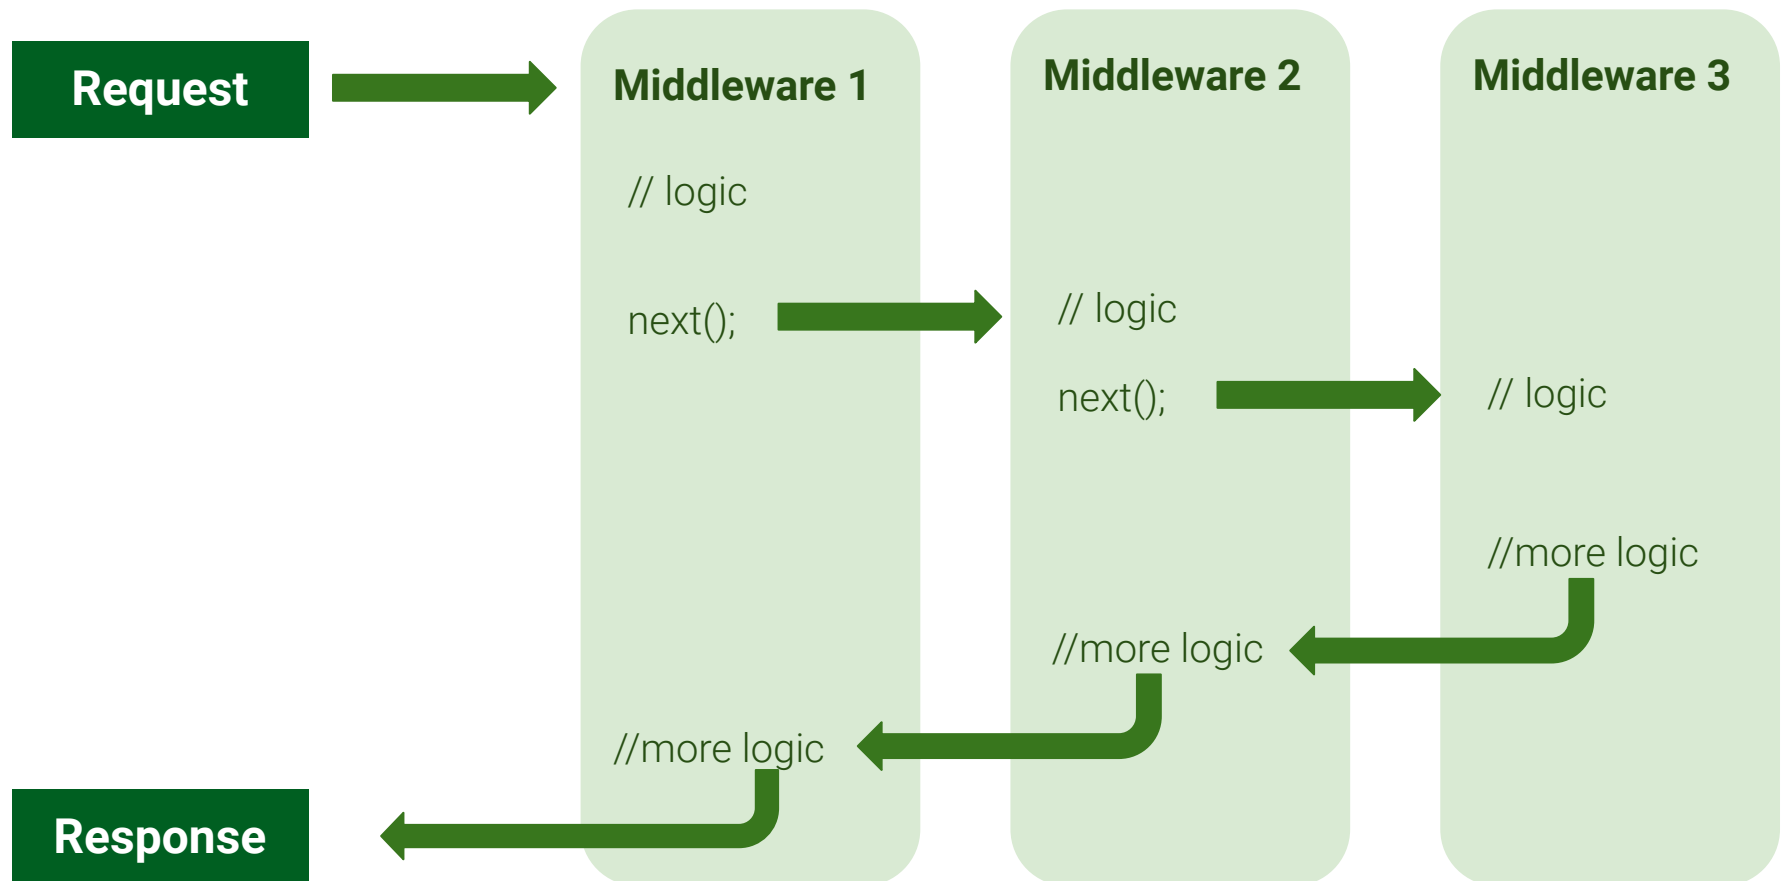 Request
Middleware 1
Middleware 2
Middleware 3
// logic
next();
// logic
next();
// logic
//more logic
//more logic
//more logic
Response